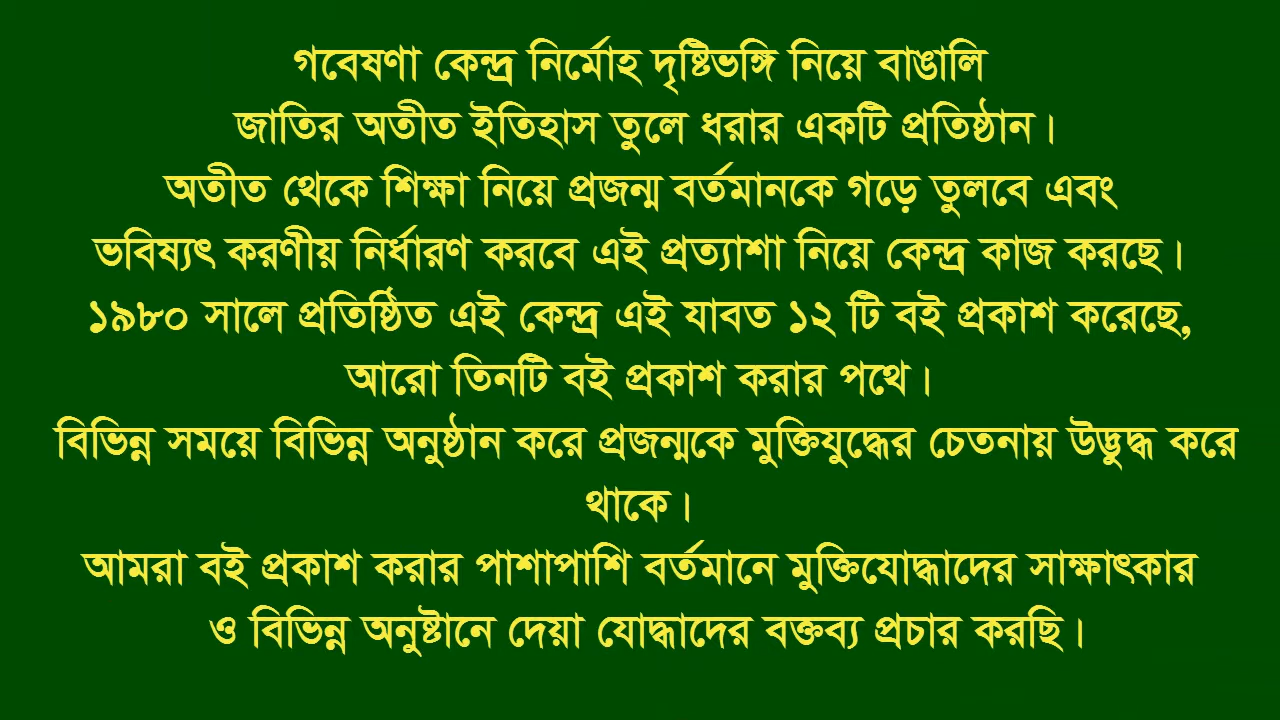 গবেষণা কেন্দ্র নির্মোহ দৃষ্টিভঙ্গি নিয়ে বাঙালি
জাতির অতীত ইতিহাস তুলে ধরার একটি প্রতিষ্ঠান।
অতীত থেকে শিক্ষা নিয়ে প্রজন্ম বর্তমানকে গড়ে তুলবে এবং
ভবিষ্যৎ করণীয় নির্ধারণ করবে এই প্রত্যাশা নিয়ে কেন্দ্র কাজ করছে।
১৯৮০ সালে প্রতিষ্ঠিত এই কেন্দ্র এই যাবত ১২ টি বই প্রকাশ করেছে,
আরো তিনটি বই প্রকাশ করার পথে।
বিভিন্ন সময়ে বিভিন্ন অনুষ্ঠান করে প্রজন্মকে মুক্তিযুদ্ধের চেতনায় উদ্ভুদ্ধ করে
থাকে।
আমরা বই প্রকাশ করার পাশাপাশি বর্তমানে মুক্তিযোদ্ধাদের সাক্ষাৎকার
ও বিভিন্ন অনুষ্টানে দেয়া যোদ্ধাদের বক্তব্য প্রচার করছি।